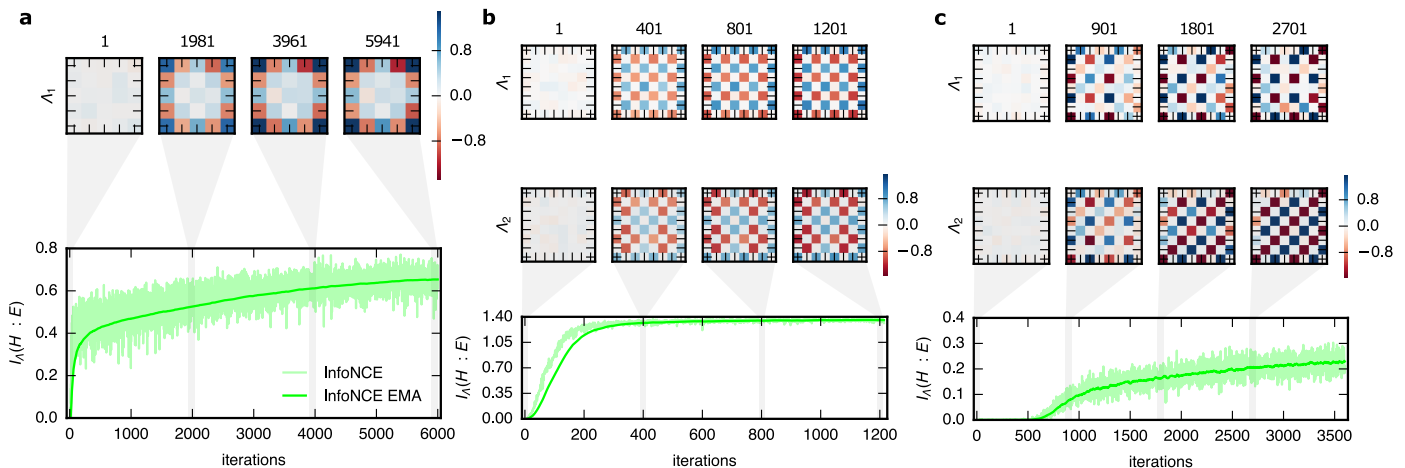 a
1 1981 3961 5941
Λ1
0.8
0.0
−0.8
0.8
0.6
0.4
0.2
0.0
IΛ(H : E)
InfoNCE
InfoNCE EMA
0 1000 2000 3000 4000 5000 6000
iterations
b
1 401 801 1201
Λ1
Λ2
0.8
0.0
−0.8
1.40
1.05
0.70
0.35
0.00
IΛ(H : E)
0 200 400 600 800 1000 1200
iterations
c
1 901 1801 2701
Λ1
Λ2
0.8
0.0
−0.8
0.4
0.3
0.2
0.1
0.0
IΛ(H : E)
0 500 1000 1500 2000 2500 3000 3500
iterations